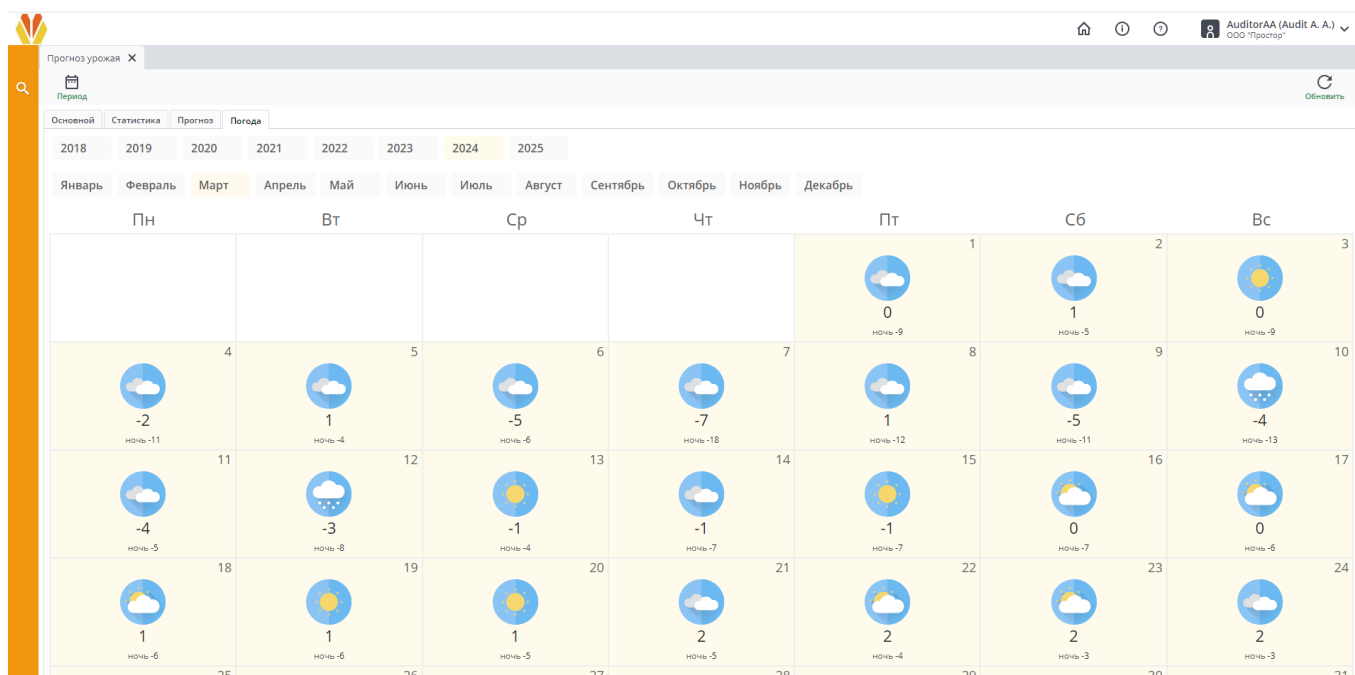 AuditorAA (Audit A. A.)
ООО "Простор"
Прогноз урожая
Период
Обновить
Основной Статистика Прогноз Погода
2018 2019 2020 2021 2022 2023 2024 2025
Январь Февраль Март Апрель Май Июнь Июль Август Сентябрь Октябрь Ноябрь Декабрь
Пн Вт Ср Чт Пт Сб Вс
1 2 3
0 1 0
ночь -9 ночь -5 ночь -9
4 5 6 7 8 9 10
-2 1 -5 -7 1 -5 -4
ночь -11 ночь -4 ночь -6 ночь -18 ночь -12 ночь -11 ночь -13
11 12 13 14 15 16 17
-4 -3 -1 -1 -1 0 0
ночь -5 ночь -8 ночь -4 ночь -7 ночь -7 ночь -7 ночь -6
18 19 20 21 22 23 24
1 1 1 2 2 2 2
ночь -6 ночь -6 ночь -5 ночь -5 ночь -4 ночь -3 ночь -3
25 26 27 28 29 30 31